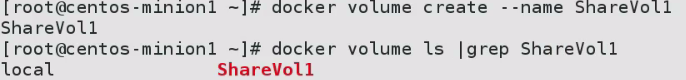 [root@centos-minion1 ~]# docker volume create --name ShareVol1
ShareVol1
[root@centos-minion1 ~]# docker volume ls |grep ShareVol1
local               ShareVol1